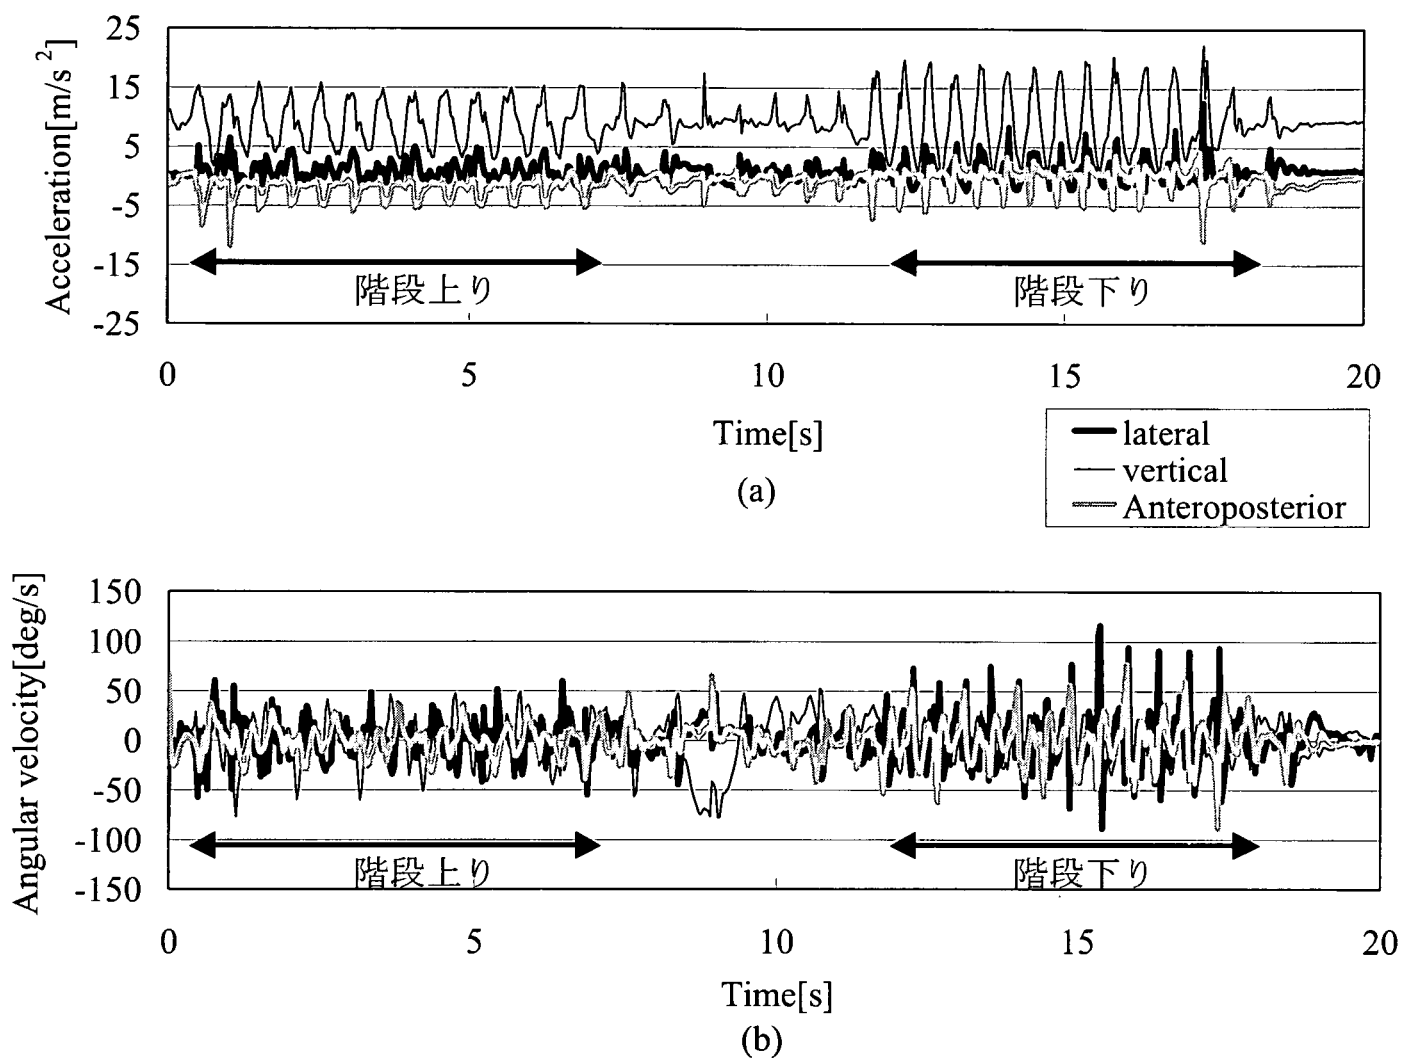 Acceleration[m/s²]
25
15
5
-5
-15
-25
階段上り
階段下り
0 5 10 15 20
Time[s]
(a)
lateral
vertical
Anteroposterior
Angular velocity[deg/s]
150
100
50
0
-50
-100
-150
階段上り
階段下り
0 5 10 15 20
Time[s]
(b)